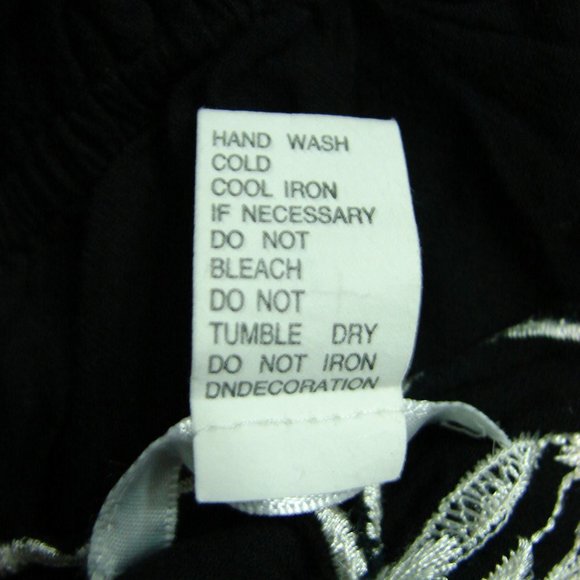 HAND WASH
COLD
COOL IRON
IF NECESSARY
DO NOT
BLEACH
DO NOT
TUMBLE DRY
DO NOT IRON
DNDECORATION